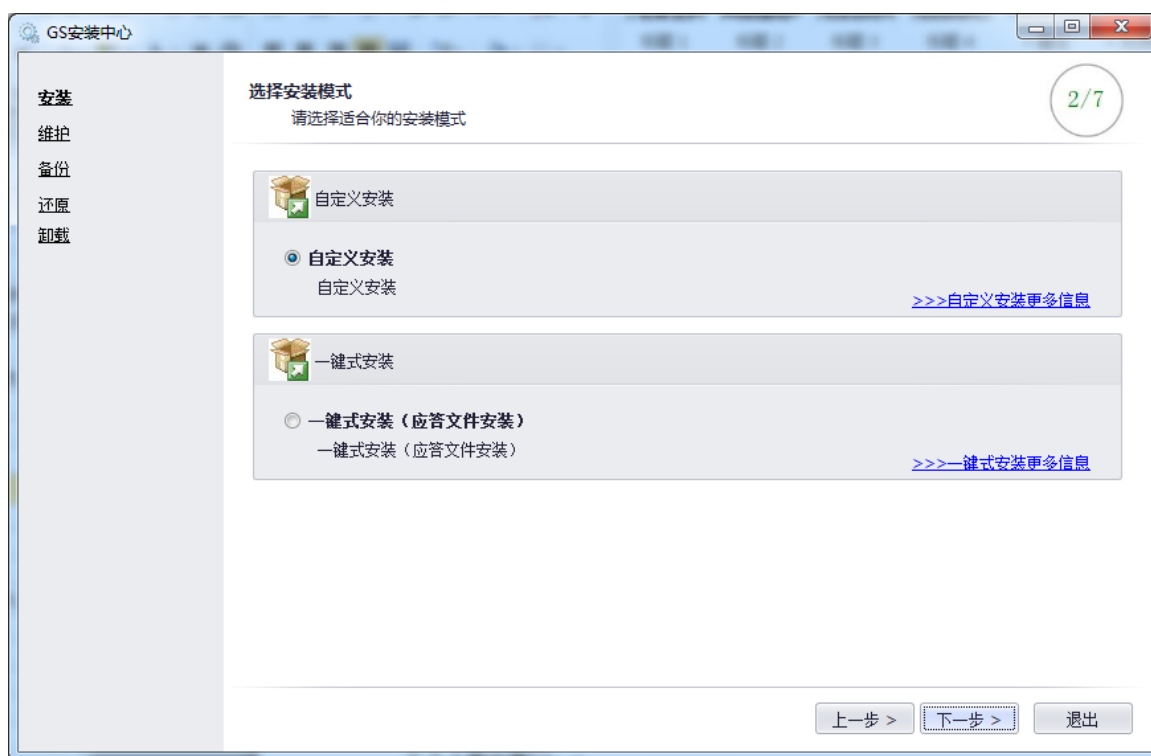 GS安装中心
安装
维护
备份
还原
卸载
选择安装模式
请选择适合你的安装模式
2/7
自定义安装
自定义安装
自定义安装
>>>自定义安装更多信息
一键式安装
一键式安装（应答文件安装）
一键式安装（应答文件安装）
>>>一键式安装更多信息
上一步 >
下一步 >
退出